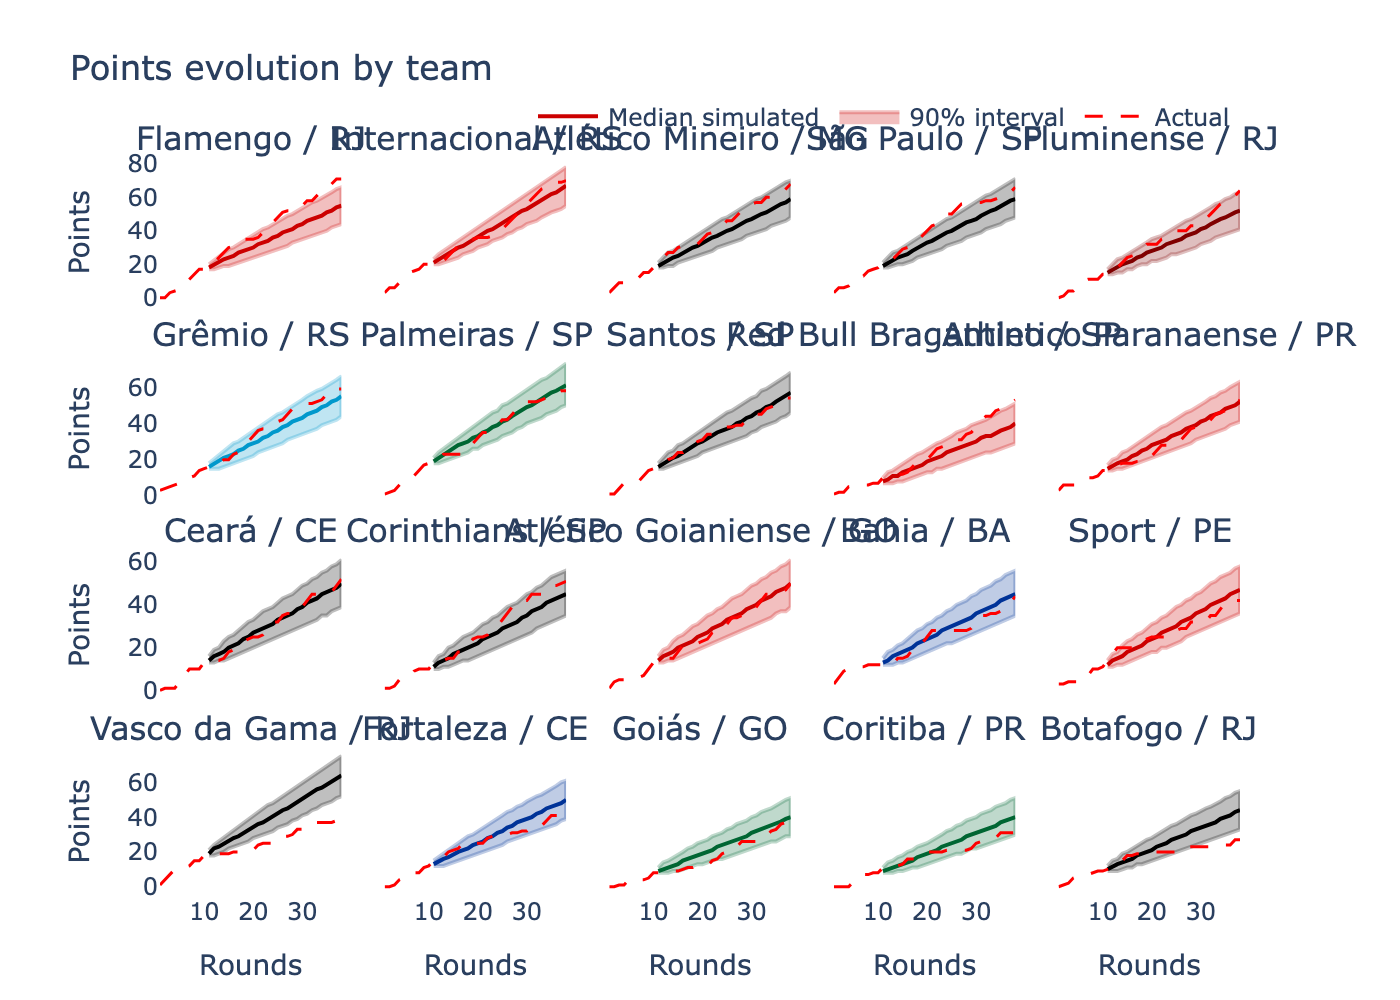 Points evolution by team
Median simulated 90% interval Actual
Flamengo / RJ Internacional / RS Atlético Mineiro / MG São Paulo / SP Fluminense / RJ
80
60
40
20
0
Points
Grêmio / RS Palmeiras / SP Santos / SP Red Bull Bragantino / SP Athletico Paranaense / PR
60
40
20
0
Points
Ceará / CE Corinthians / SP Atlético Goianiense / GO Bahia / BA Sport / PE
60
40
20
0
Points
Vasco da Gama / RJ Fortaleza / CE Goiás / GO Coritiba / PR Botafogo / RJ
60
40
20
0
Points
10 20 30 10 20 30 10 20 30 10 20 30 10 20 30
Rounds Rounds Rounds Rounds Rounds